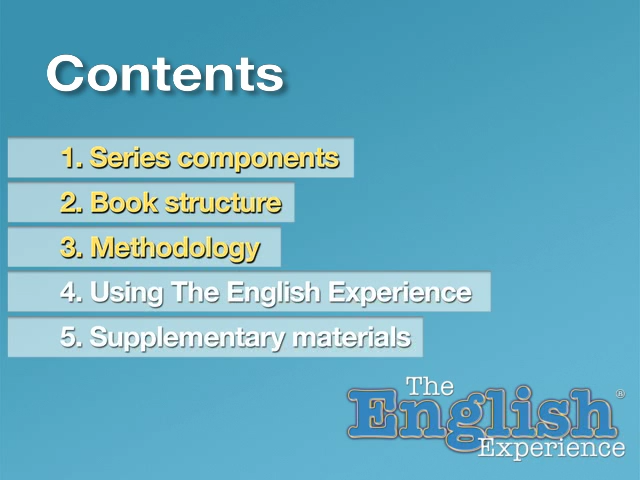 Contents
1. Series components
2. Book structure
3. Methodology
4. Using The English Experience
5. Supplementary materials
The
English®
Experience